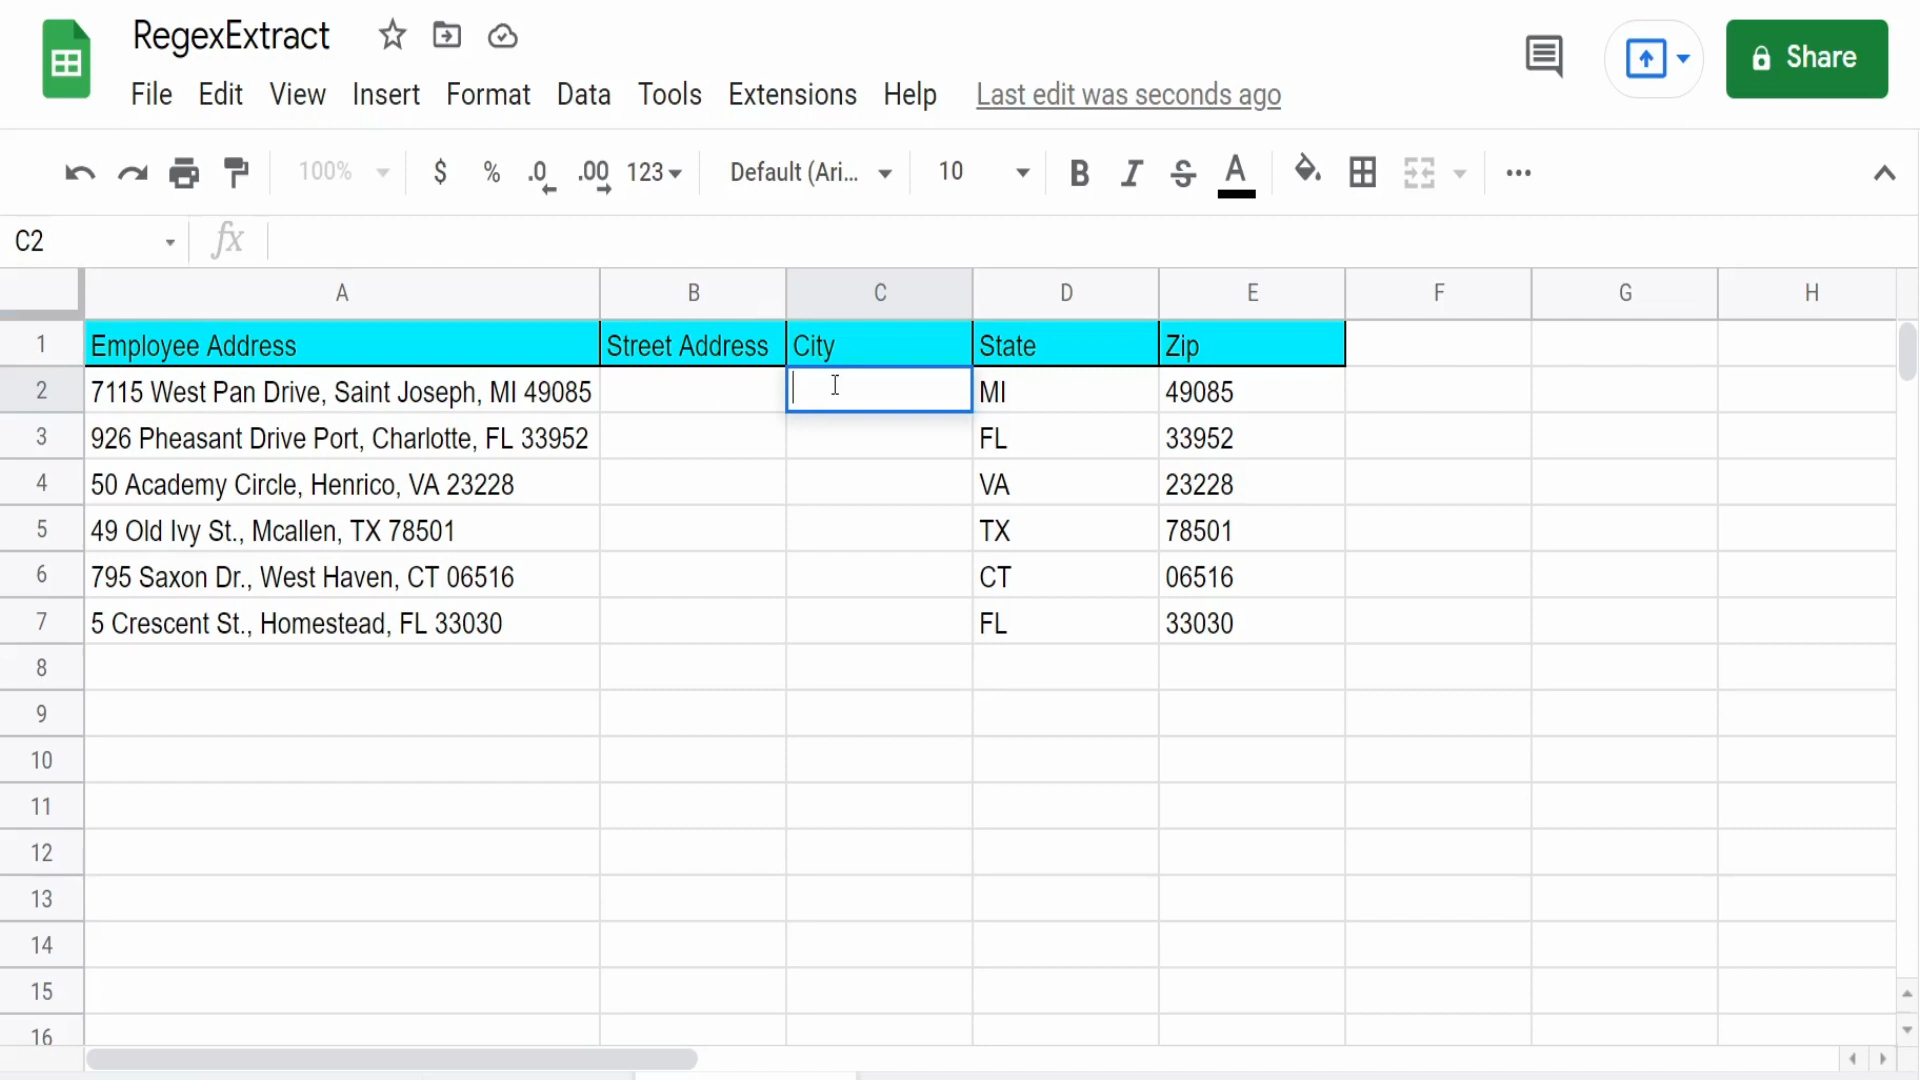 RegexExtract
File Edit View Insert Format Data Tools Extensions Help Last edit was seconds ago
Share
100% $ % .0 .00 123 Default (Ari... 10 B I S A
C2 fx
A B C D E F G H
1 Employee Address Street Address City State Zip
2 7115 West Pan Drive, Saint Joseph, MI 49085 MI 49085
3 926 Pheasant Drive Port, Charlotte, FL 33952 FL 33952
4 50 Academy Circle, Henrico, VA 23228 VA 23228
5 49 Old Ivy St., Mcallen, TX 78501 TX 78501
6 795 Saxon Dr., West Haven, CT 06516 CT 06516
7 5 Crescent St., Homestead, FL 33030 FL 33030
8
9
10
11
12
13
14
15
16